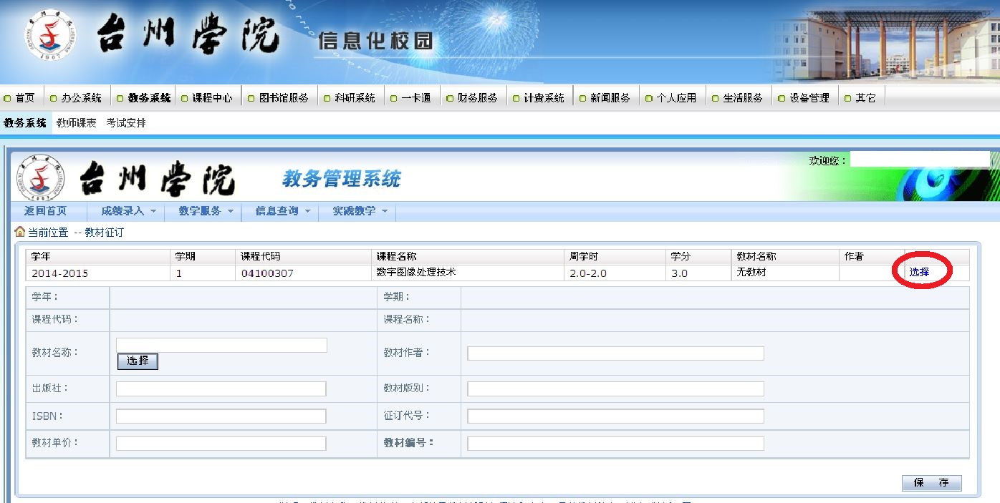 台州学院 信息化校园
1907
首页 办公系统 教务系统 课程中心 图书馆服务 科研系统 一卡通 财务服务 计费系统 新闻服务 个人应用 生活服务 设备管理 其它
教务系统 教师课表 考试安排
台州学院 教务管理系统 欢迎您：
返回首页 成绩录入 教学服务 信息查询 实践教学
当前位置 -- 教材征订
学年 学期 课程代码 课程名称 周学时 学分 教材名称 作者
2014-2015 1 04100307 数字图像处理技术 2.0-2.0 3.0 无教材 选择
学年： 学期：
课程代码： 课程名称：
教材名称： 选择 教材作者：
出版社： 教材版别：
ISBN： 征订代号：
教材单价： 教材编号：
保 存